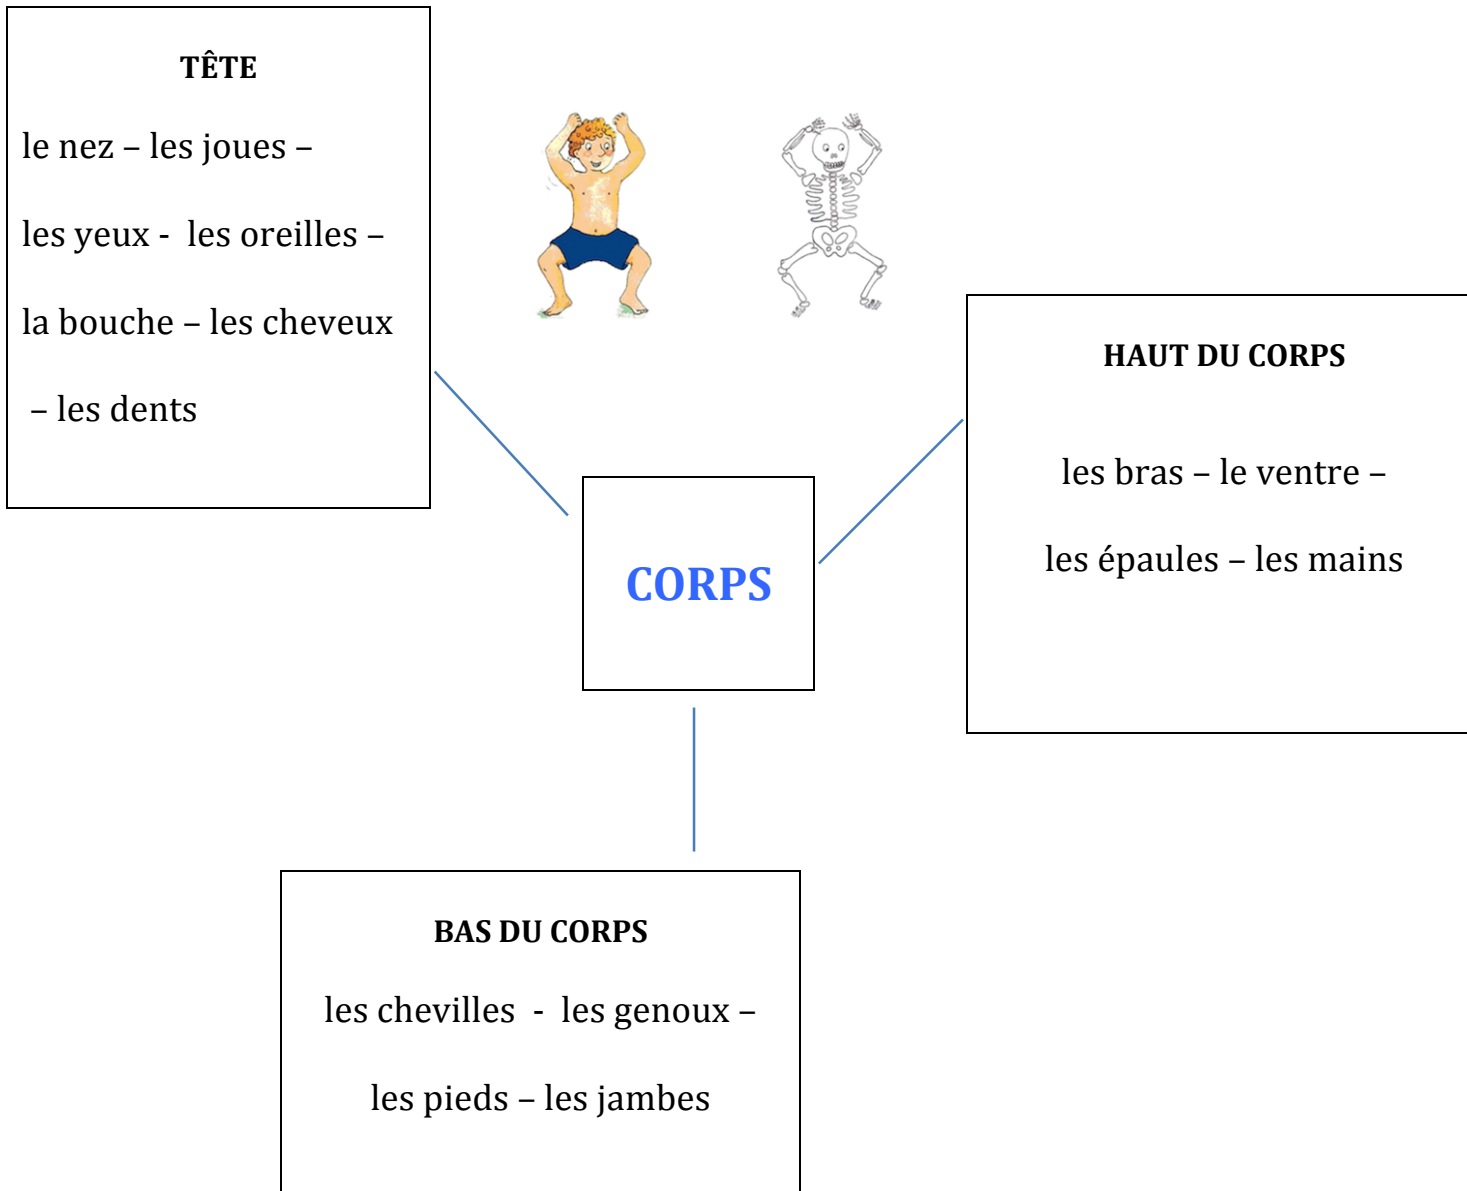 TÊTE
le nez – les joues –
les yeux - les oreilles –
la bouche – les cheveux
– les dents
HAUT DU CORPS
les bras – le ventre –
les épaules – les mains
CORPS
BAS DU CORPS
les chevilles - les genoux –
les pieds – les jambes